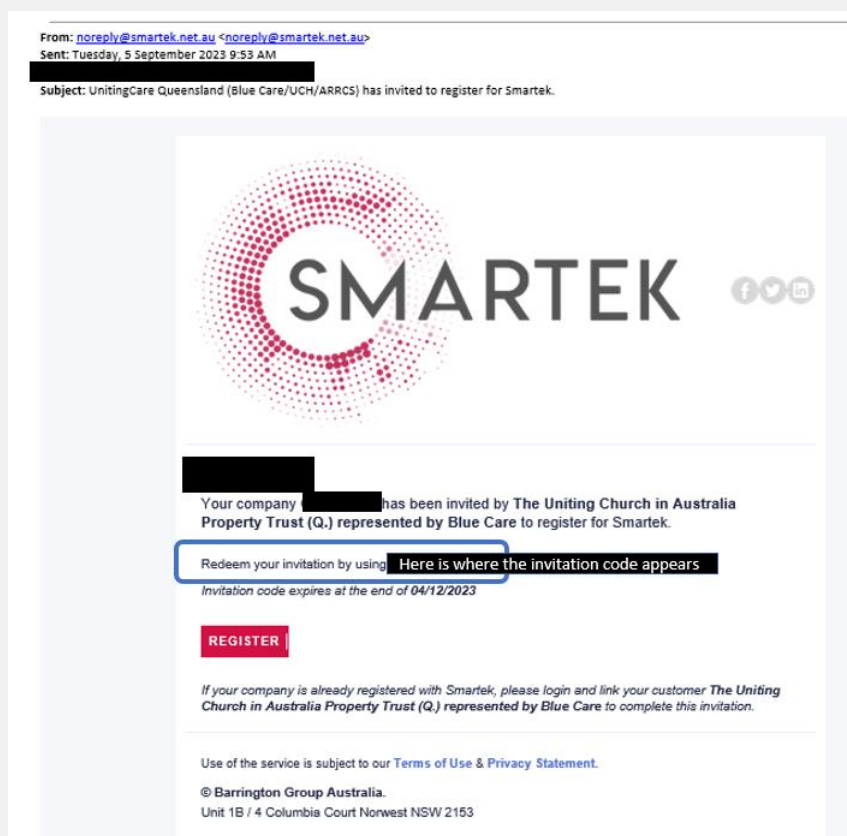 From: noreply@smartek.net.au <noreply@smartek.net.au>
Sent: Tuesday, 5 September 2023 9:53 AM
Subject: UnitingCare Queensland (Blue Care/UCH/ARRCS) has invited to register for Smartek.
SMARTEK
Your company has been invited by The Uniting Church in Australia
Property Trust (Q.) represented by Blue Care to register for Smartek.
Redeem your invitation by using Here is where the invitation code appears
Invitation code expires at the end of 04/12/2023
REGISTER
If your company is already registered with Smartek, please login and link your customer The Uniting
Church in Australia Property Trust (Q.) represented by Blue Care to complete this invitation.
Use of the service is subject to our Terms of Use & Privacy Statement.
© Barrington Group Australia.
Unit 1B / 4 Columbia Court Norwest NSW 2153